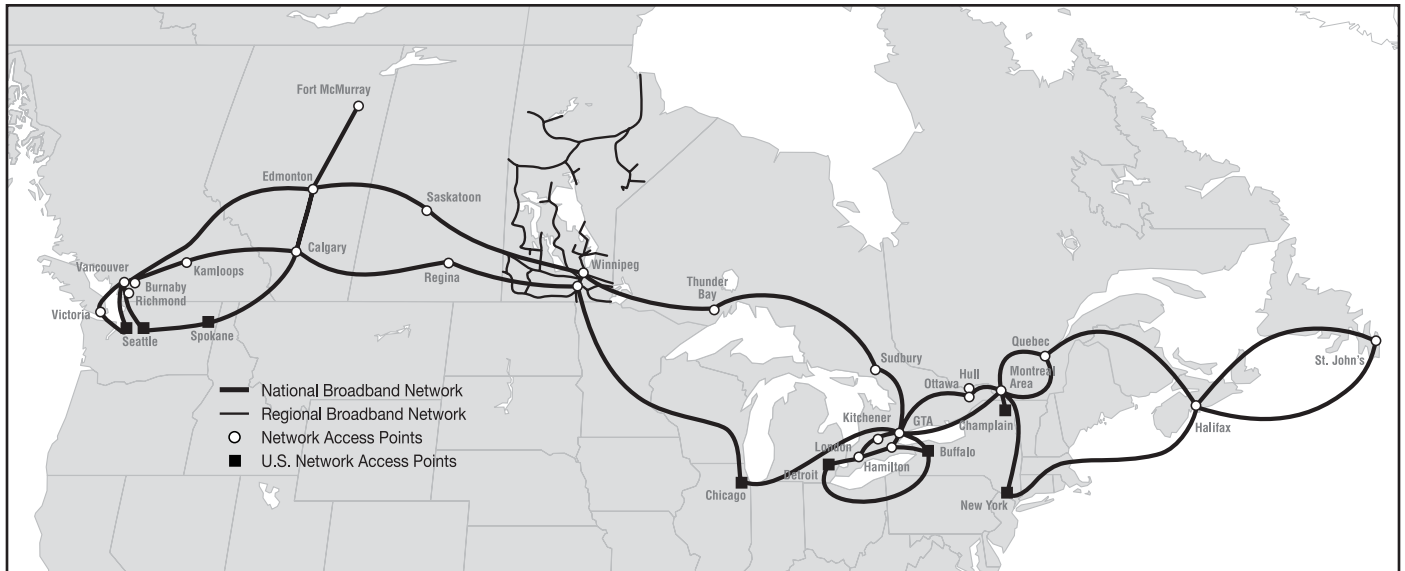 Fort McMurray
Edmonton
Saskatoon
Calgary
Vancouver
Kamloops
Burnaby
Richmond
Regina
Winnipeg
Thunder
Bay
Victoria
Seattle
Spokane
Sudbury
Quebec
Hull
Montreal
Area
Ottawa
St. John's
Kitchener
GTA
Champlain
Halifax
London
Hamilton
Buffalo
Detroit
Chicago
New York
National Broadband Network
Regional Broadband Network
Network Access Points
U.S. Network Access Points